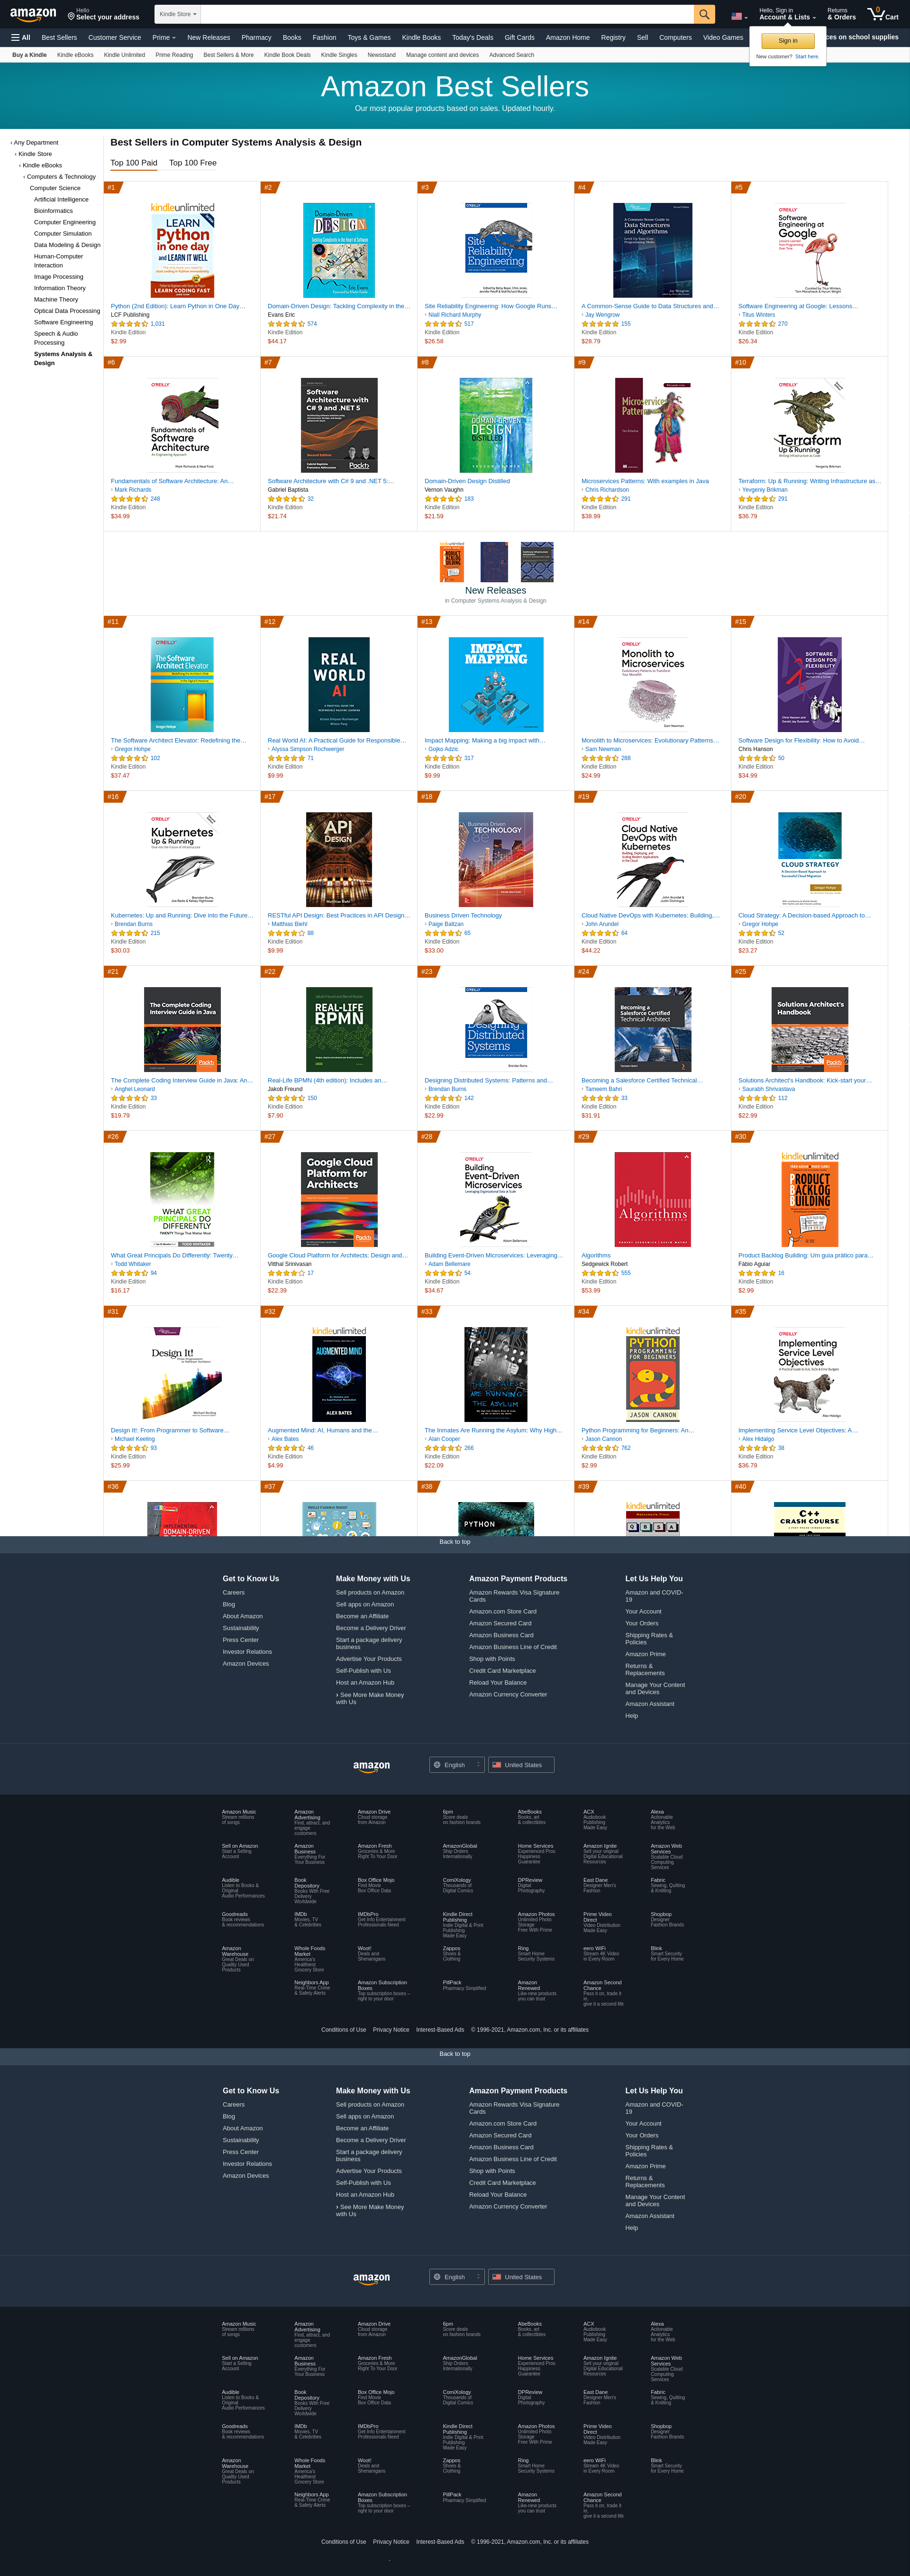 amazon
Hello
Select your address
Kindle Store
Hello, Sign in
Account & Lists
Returns
& Orders
0
Cart
All
Best Sellers
Customer Service
Prime
New Releases
Pharmacy
Books
Fashion
Toys & Games
Kindle Books
Today's Deals
Gift Cards
Amazon Home
Registry
Sell
Computers
Video Games
ces on school supplies
Sign in
New customer? Start here.
Buy a Kindle
Kindle eBooks
Kindle Unlimited
Prime Reading
Best Sellers & More
Kindle Book Deals
Kindle Singles
Newsstand
Manage content and devices
Advanced Search
Amazon Best Sellers
Our most popular products based on sales. Updated hourly.
‹ Any Department
‹ Kindle Store
‹ Kindle eBooks
‹ Computers & Technology
Computer Science
Artificial Intelligence
Bioinformatics
Computer Engineering
Computer Simulation
Data Modeling & Design
Human-Computer
Interaction
Image Processing
Information Theory
Machine Theory
Optical Data Processing
Software Engineering
Speech & Audio
Processing
Systems Analysis &
Design
Best Sellers in Computer Systems Analysis & Design
Top 100 Paid
Top 100 Free
#1
Python (2nd Edition): Learn Python in One Day…
LCF Publishing
1,031
Kindle Edition
$2.99
#2
Domain-Driven Design: Tackling Complexity in the…
Evans Eric
574
Kindle Edition
$44.17
#3
Site Reliability Engineering: How Google Runs…
› Niall Richard Murphy
517
Kindle Edition
$26.58
#4
A Common-Sense Guide to Data Structures and…
› Jay Wengrow
155
Kindle Edition
$28.79
#5
Software Engineering at Google: Lessons…
› Titus Winters
270
Kindle Edition
$26.34
#6
Fundamentals of Software Architecture: An…
› Mark Richards
248
Kindle Edition
$34.99
#7
Software Architecture with C# 9 and .NET 5:…
Gabriel Baptista
32
Kindle Edition
$21.74
#8
Domain-Driven Design Distilled
Vernon Vaughn
183
Kindle Edition
$21.59
#9
Microservices Patterns: With examples in Java
› Chris Richardson
291
Kindle Edition
$38.99
#10
Terraform: Up & Running: Writing Infrastructure as…
› Yevgeniy Brikman
291
Kindle Edition
$36.79
New Releases
in Computer Systems Analysis & Design
#11
The Software Architect Elevator: Redefining the…
› Gregor Hohpe
102
Kindle Edition
$37.47
#12
Real World AI: A Practical Guide for Responsible…
› Alyssa Simpson Rochwerger
71
Kindle Edition
$9.99
#13
Impact Mapping: Making a big impact with…
› Gojko Adzic
317
Kindle Edition
$9.99
#14
Monolith to Microservices: Evolutionary Patterns…
› Sam Newman
288
Kindle Edition
$24.99
#15
Software Design for Flexibility: How to Avoid…
Chris Hanson
50
Kindle Edition
$34.99
#16
Kubernetes: Up and Running: Dive into the Future…
› Brendan Burns
215
Kindle Edition
$30.03
#17
RESTful API Design: Best Practices in API Design…
› Matthias Biehl
88
Kindle Edition
$9.99
#18
Business Driven Technology
› Paige Baltzan
65
Kindle Edition
$33.00
#19
Cloud Native DevOps with Kubernetes: Building,…
› John Arundel
64
Kindle Edition
$44.22
#20
Cloud Strategy: A Decision-based Approach to…
› Gregor Hohpe
52
Kindle Edition
$23.27
#21
The Complete Coding Interview Guide in Java: An…
› Anghel Leonard
33
Kindle Edition
$19.79
#22
Real-Life BPMN (4th edition): Includes an…
Jakob Freund
150
Kindle Edition
$7.90
#23
Designing Distributed Systems: Patterns and…
› Brendan Burns
142
Kindle Edition
$22.99
#24
Becoming a Salesforce Certified Technical…
› Tameem Bahri
33
Kindle Edition
$31.91
#25
Solutions Architect's Handbook: Kick-start your…
› Saurabh Shrivastava
112
Kindle Edition
$22.99
#26
What Great Principals Do Differently: Twenty…
› Todd Whitaker
94
Kindle Edition
$16.17
#27
Google Cloud Platform for Architects: Design and…
Vitthal Srinivasan
17
Kindle Edition
$22.39
#28
Building Event-Driven Microservices: Leveraging…
› Adam Bellemare
54
Kindle Edition
$34.67
#29
Algorithms
Sedgewick Robert
555
Kindle Edition
$53.99
#30
Product Backlog Building: Um guia prático para…
Fábio Aguiar
16
Kindle Edition
$2.99
#31
Design It!: From Programmer to Software…
› Michael Keeling
93
Kindle Edition
$25.99
#32
Augmented Mind: AI, Humans and the…
› Alex Bates
46
Kindle Edition
$4.99
#33
The Inmates Are Running the Asylum: Why High…
› Alan Cooper
266
Kindle Edition
$22.09
#34
Python Programming for Beginners: An…
› Jason Cannon
762
Kindle Edition
$2.99
#35
Implementing Service Level Objectives: A…
› Alex Hidalgo
38
Kindle Edition
$36.79
#36
#37
#38
PYTHON
#39
kindleunlimited
#40
C++
CRASH COURSE
Back to top
Get to Know Us
Careers
Blog
About Amazon
Sustainability
Press Center
Investor Relations
Amazon Devices
Make Money with Us
Sell products on Amazon
Sell apps on Amazon
Become an Affiliate
Become a Delivery Driver
Start a package delivery
business
Advertise Your Products
Self-Publish with Us
Host an Amazon Hub
› See More Make Money
with Us
Amazon Payment Products
Amazon Rewards Visa Signature
Cards
Amazon.com Store Card
Amazon Secured Card
Amazon Business Card
Amazon Business Line of Credit
Shop with Points
Credit Card Marketplace
Reload Your Balance
Amazon Currency Converter
Let Us Help You
Amazon and COVID-
19
Your Account
Your Orders
Shipping Rates &
Policies
Amazon Prime
Returns &
Replacements
Manage Your Content
and Devices
Amazon Assistant
Help
amazon
English
United States
Amazon Music
Stream millions
of songs
Amazon
Advertising
Find, attract, and
engage
customers
Amazon Drive
Cloud storage
from Amazon
6pm
Score deals
on fashion brands
AbeBooks
Books, art
& collectibles
ACX
Audiobook
Publishing
Made Easy
Alexa
Actionable
Analytics
for the Web
Sell on Amazon
Start a Selling
Account
Amazon
Business
Everything For
Your Business
Amazon Fresh
Groceries & More
Right To Your Door
AmazonGlobal
Ship Orders
Internationally
Home Services
Experienced Pros
Happiness
Guarantee
Amazon Ignite
Sell your original
Digital Educational
Resources
Amazon Web
Services
Scalable Cloud
Computing
Services
Audible
Listen to Books &
Original
Audio Performances
Book
Depository
Books With Free
Delivery
Worldwide
Box Office Mojo
Find Movie
Box Office Data
ComiXology
Thousands of
Digital Comics
DPReview
Digital
Photography
East Dane
Designer Men's
Fashion
Fabric
Sewing, Quilting
& Knitting
Goodreads
Book reviews
& recommendations
IMDb
Movies, TV
& Celebrities
IMDbPro
Get Info Entertainment
Professionals Need
Kindle Direct
Publishing
Indie Digital & Print
Publishing
Made Easy
Amazon Photos
Unlimited Photo
Storage
Free With Prime
Prime Video
Direct
Video Distribution
Made Easy
Shopbop
Designer
Fashion Brands
Amazon
Warehouse
Great Deals on
Quality Used
Products
Whole Foods
Market
America's
Healthiest
Grocery Store
Woot!
Deals and
Shenanigans
Zappos
Shoes &
Clothing
Ring
Smart Home
Security Systems
eero WiFi
Stream 4K Video
in Every Room
Blink
Smart Security
for Every Home
Neighbors App
Real-Time Crime
& Safety Alerts
Amazon Subscription
Boxes
Top subscription boxes –
right to your door
PillPack
Pharmacy Simplified
Amazon
Renewed
Like-new products
you can trust
Amazon Second
Chance
Pass it on, trade it
in,
give it a second life
Conditions of Use
Privacy Notice
Interest-Based Ads
© 1996-2021, Amazon.com, Inc. or its affiliates
Back to top
Get to Know Us
Careers
Blog
About Amazon
Sustainability
Press Center
Investor Relations
Amazon Devices
Make Money with Us
Sell products on Amazon
Sell apps on Amazon
Become an Affiliate
Become a Delivery Driver
Start a package delivery
business
Advertise Your Products
Self-Publish with Us
Host an Amazon Hub
› See More Make Money
with Us
Amazon Payment Products
Amazon Rewards Visa Signature
Cards
Amazon.com Store Card
Amazon Secured Card
Amazon Business Card
Amazon Business Line of Credit
Shop with Points
Credit Card Marketplace
Reload Your Balance
Amazon Currency Converter
Let Us Help You
Amazon and COVID-
19
Your Account
Your Orders
Shipping Rates &
Policies
Amazon Prime
Returns &
Replacements
Manage Your Content
and Devices
Amazon Assistant
Help
amazon
English
United States
Amazon Music
Stream millions
of songs
Amazon
Advertising
Find, attract, and
engage
customers
Amazon Drive
Cloud storage
from Amazon
6pm
Score deals
on fashion brands
AbeBooks
Books, art
& collectibles
ACX
Audiobook
Publishing
Made Easy
Alexa
Actionable
Analytics
for the Web
Sell on Amazon
Start a Selling
Account
Amazon
Business
Everything For
Your Business
Amazon Fresh
Groceries & More
Right To Your Door
AmazonGlobal
Ship Orders
Internationally
Home Services
Experienced Pros
Happiness
Guarantee
Amazon Ignite
Sell your original
Digital Educational
Resources
Amazon Web
Services
Scalable Cloud
Computing
Services
Audible
Listen to Books &
Original
Audio Performances
Book
Depository
Books With Free
Delivery
Worldwide
Box Office Mojo
Find Movie
Box Office Data
ComiXology
Thousands of
Digital Comics
DPReview
Digital
Photography
East Dane
Designer Men's
Fashion
Fabric
Sewing, Quilting
& Knitting
Goodreads
Book reviews
& recommendations
IMDb
Movies, TV
& Celebrities
IMDbPro
Get Info Entertainment
Professionals Need
Kindle Direct
Publishing
Indie Digital & Print
Publishing
Made Easy
Amazon Photos
Unlimited Photo
Storage
Free With Prime
Prime Video
Direct
Video Distribution
Made Easy
Shopbop
Designer
Fashion Brands
Amazon
Warehouse
Great Deals on
Quality Used
Products
Whole Foods
Market
America's
Healthiest
Grocery Store
Woot!
Deals and
Shenanigans
Zappos
Shoes &
Clothing
Ring
Smart Home
Security Systems
eero WiFi
Stream 4K Video
in Every Room
Blink
Smart Security
for Every Home
Neighbors App
Real-Time Crime
& Safety Alerts
Amazon Subscription
Boxes
Top subscription boxes –
right to your door
PillPack
Pharmacy Simplified
Amazon
Renewed
Like-new products
you can trust
Amazon Second
Chance
Pass it on, trade it
in,
give it a second life
Conditions of Use
Privacy Notice
Interest-Based Ads
© 1996-2021, Amazon.com, Inc. or its affiliates